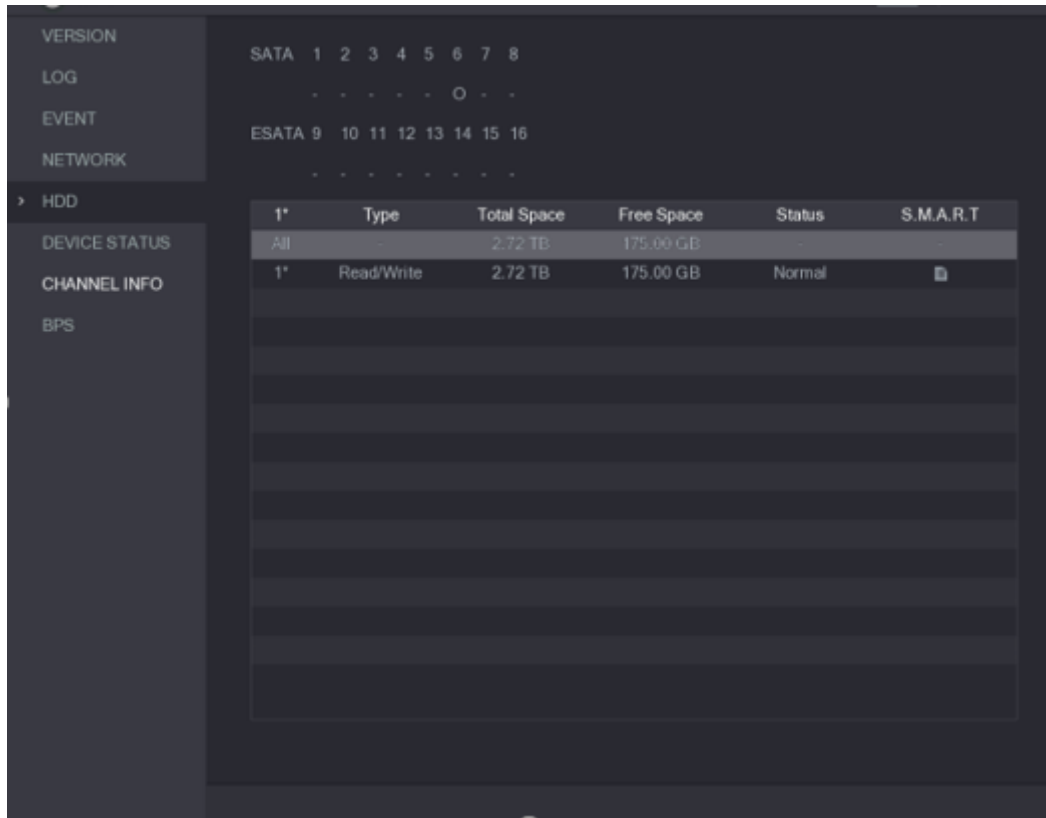 VERSION
LOG
EVENT
NETWORK
> HDD
DEVICE STATUS
CHANNEL INFO
BPS
SATA 1 2 3 4 5 6 7 8
- - - - - O - -
ESATA 9 10 11 12 13 14 15 16
- - - - - - - -
1* Type Total Space Free Space Status S.M.A.R.T
All - 2.72 TB 175.00 GB - -
1* Read/Write 2.72 TB 175.00 GB Normal